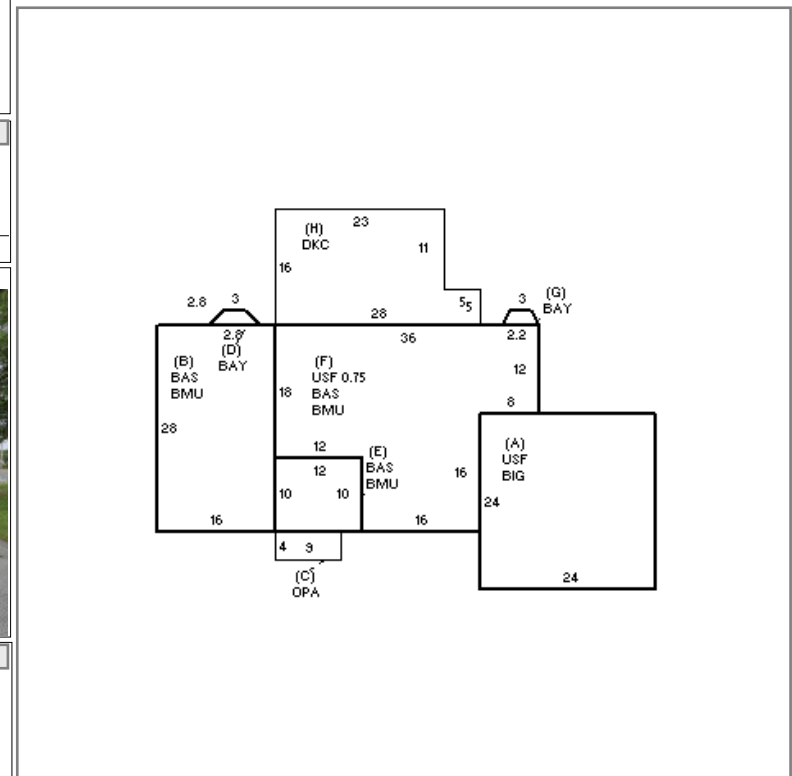 23
(H)
DKC
11
16
2.8
3
5
5
3
(G)
BAY
28
2.8
36
2.2
(D)
BAY
(B)
BAS
BMU
(F)
USF 0.75
BAS
BMU
12
18
8
28
12
(E)
BAS
BMU
12
(A)
USF
BIG
16
10
10
24
16
16
4
9
(C)
OPA
24